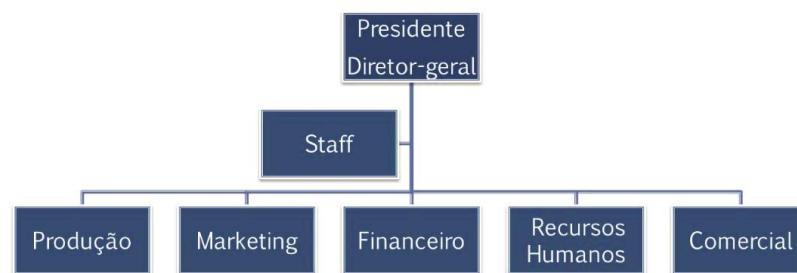 Presidente
Diretor-geral
Staff
Produção
Marketing
Financeiro
Recursos
Humanos
Comercial